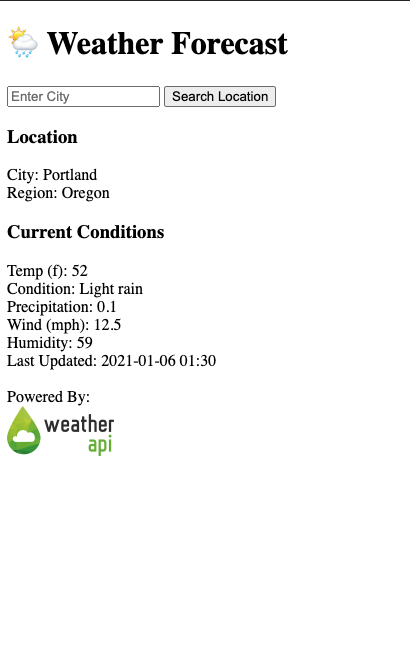 🌦 Weather Forecast
Enter City Search Location
Location
City: Portland
Region: Oregon
Current Conditions
Temp (f): 52
Condition: Light rain
Precipitation: 0.1
Wind (mph): 12.5
Humidity: 59
Last Updated: 2021-01-06 01:30
Powered By:
weather
api